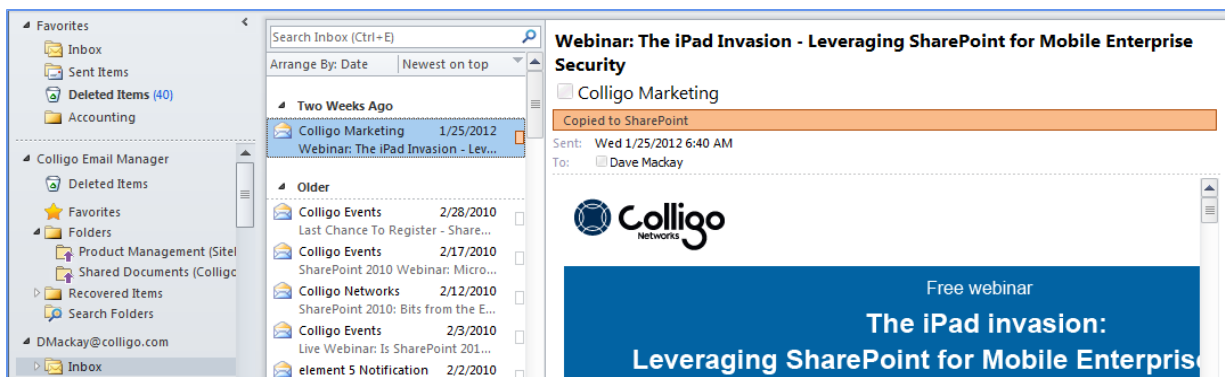 Favorites
Inbox
Sent Items
Deleted Items (40)
Accounting
Colligo Email Manager
Deleted Items
Favorites
Folders
Product Management (Sitel
Shared Documents (Colligo
Recovered Items
Search Folders
DMackay@colligo.com
Inbox
Search Inbox (Ctrl+E)
Arrange By: Date Newest on top
Two Weeks Ago
Colligo Marketing 1/25/2012
Webinar: The iPad Invasion - Lev...
Older
Colligo Events 2/28/2010
Last Chance To Register - Share...
Colligo Events 2/17/2010
SharePoint 2010 Webinar: Micro...
Colligo Networks 2/12/2010
SharePoint 2010: Bits from the E...
Colligo Events 2/3/2010
Live Webinar: Is SharePoint 201...
element 5 Notification 2/2/2010
Webinar: The iPad Invasion - Leveraging SharePoint for Mobile Enterprise
Security
Colligo Marketing
Copied to SharePoint
Sent: Wed 1/25/2012 6:40 AM
To: Dave Mackay
Colligo
Networks
Free webinar
The iPad invasion:
Leveraging SharePoint for Mobile Enterprise